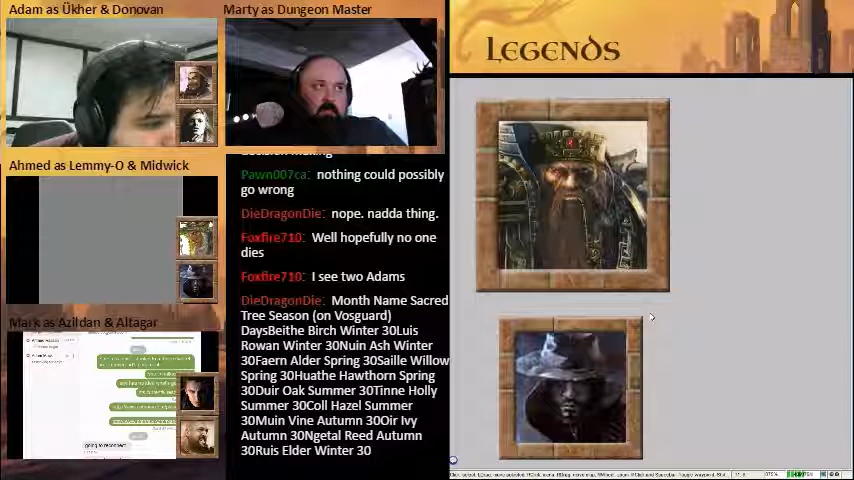 Adam as Ükher & Donovan
Marty as Dungeon Master
LEGENDS
Ahmed as Lemmy-O & Midwick
Pawn007ca: nothing could possibly
go wrong
DieDragonDie: nope. nadda thing.
Foxfire710: Well hopefully no one
dies
Foxfire710: I see two Adams
DieDragonDie: Month Name Sacred
Tree Season (on Vosguard)
DaysBeithe Birch Winter 30Luis
Rowan Winter 30Nuin Ash Winter
30Faern Alder Spring 30Saille Willow
Spring 30Huathe Hawthorn Spring
30Duir Oak Summer 30Tinne Holly
Summer 30Coll Hazel Summer
30Muin Vine Autumn 30Oir Ivy
Autumn 30Ngetal Reed Autumn
30Ruis Elder Winter 30
Mark as Azildan & Altagar
going to reconnect